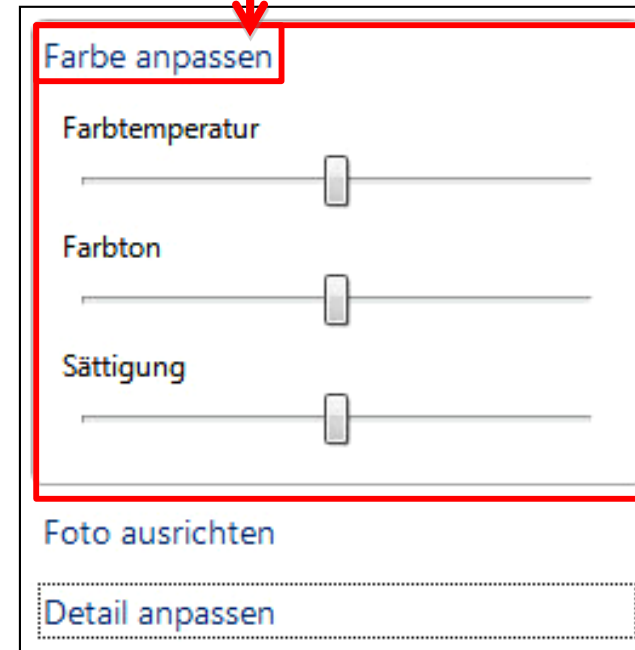 Farbe anpassen
Farbtemperatur
Farbton
Sättigung
Foto ausrichten
Detail anpassen